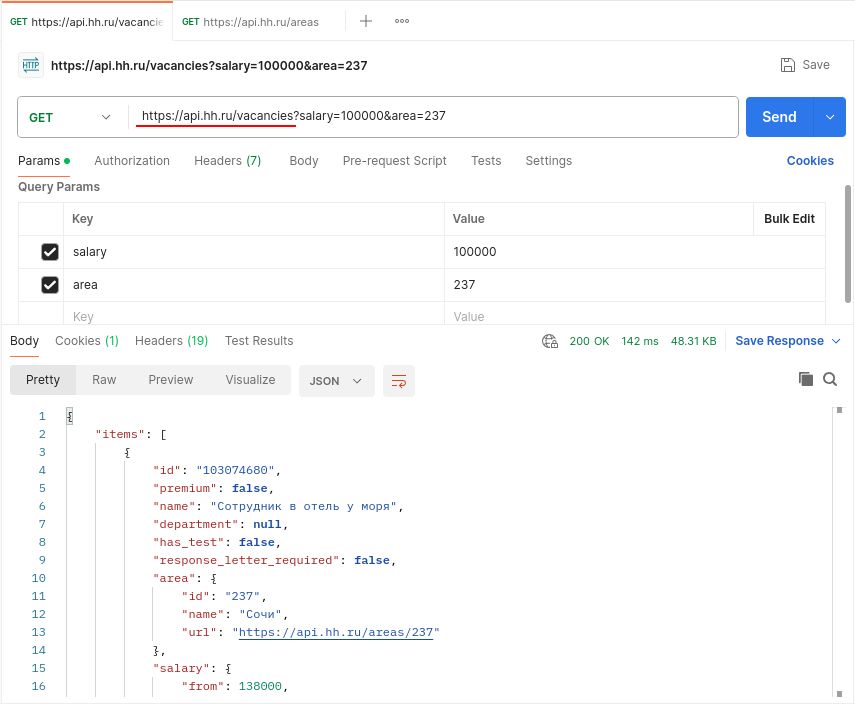 GET https://api.hh.ru/vacancie GET https://api.hh.ru/areas
HTTP https://api.hh.ru/vacancies?salary=100000&area=237 Save
GET https://api.hh.ru/vacancies?salary=100000&area=237 Send
Params Authorization Headers (7) Body Pre-request Script Tests Settings Cookies
Query Params
Key Value Bulk Edit
salary 100000
area 237
Key Value
Body Cookies (1) Headers (19) Test Results 200 OK 142 ms 48.31 KB Save Response
Pretty Raw Preview Visualize JSON
1 {
2 "items": [
3 {
4 "id": "103074680",
5 "premium": false,
6 "name": "Сотрудник в отель у моря",
7 "department": null,
8 "has_test": false,
9 "response_letter_required": false,
10 "area": {
11 "id": "237",
12 "name": "Сочи",
13 "url": "https://api.hh.ru/areas/237"
14 },
15 "salary": {
16 "from": 138000,